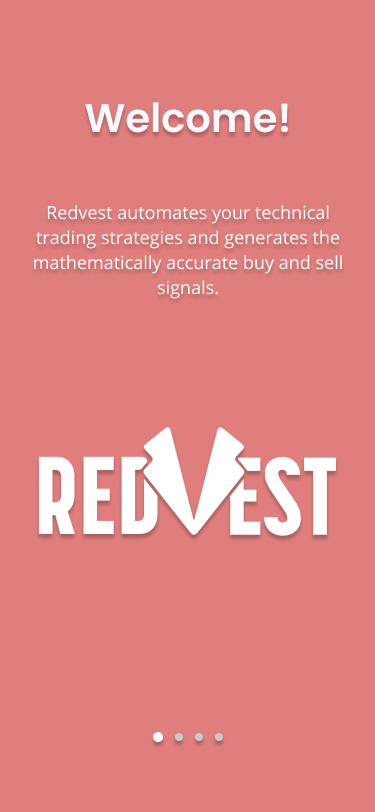 Welcome!
Redvest automates your technical
trading strategies and generates the
mathematically accurate buy and sell
signals.
REDVEST